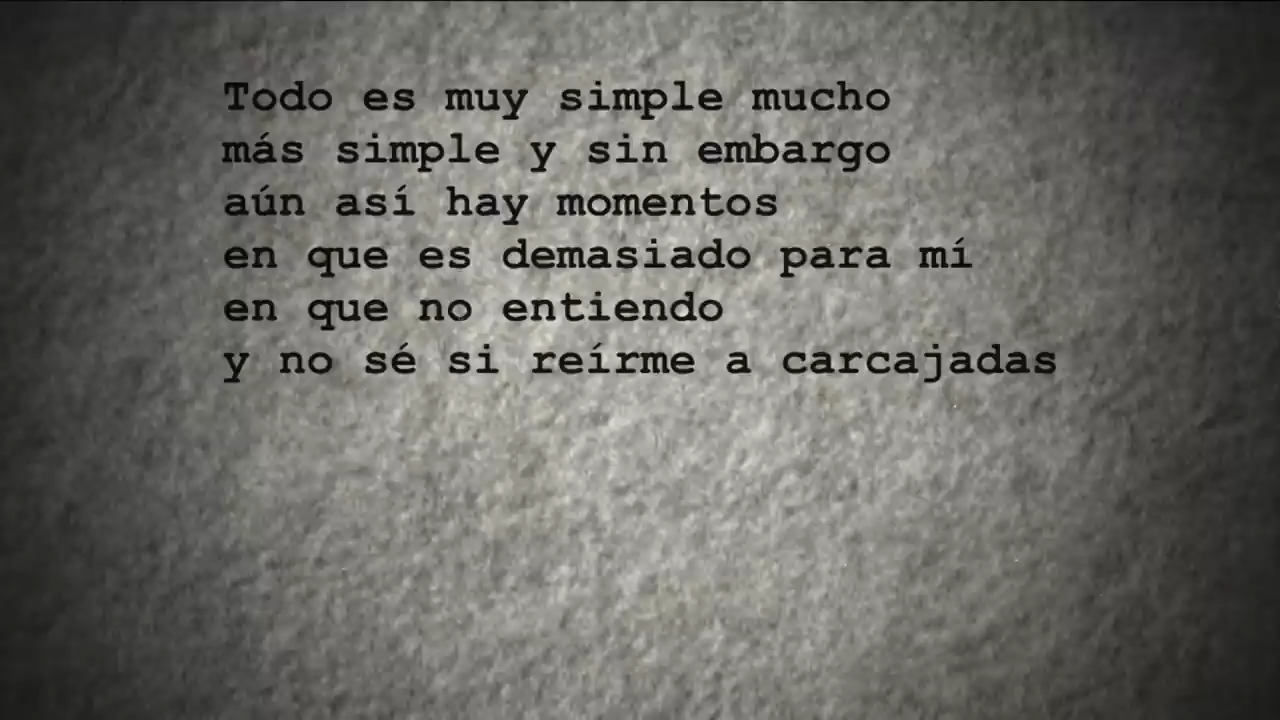 Todo es muy simple mucho
más simple y sin embargo
aún así hay momentos
en que es demasiado para mí
en que no entiendo
y no sé si reírme a carcajadas